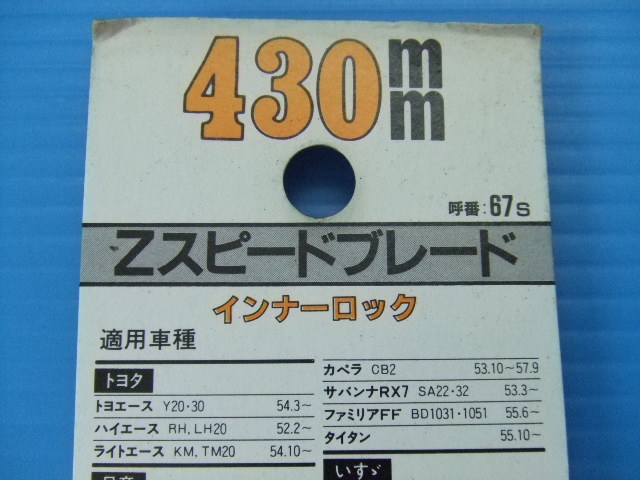 430mm
呼番:67S
Zスピードブレード
インナーロック
適用車種
トヨタ
トヨエース Y20・30 54.3~
ハイエース RH, LH20 52.2~
ライトエース KM, TM20 54.10~
カペラ CB2 53.10~57.9
サバンナRX7 SA22・32 53.3~
ファミリアFF BD1031・1051 55.6~
タイタン 55.10~
いすゞ